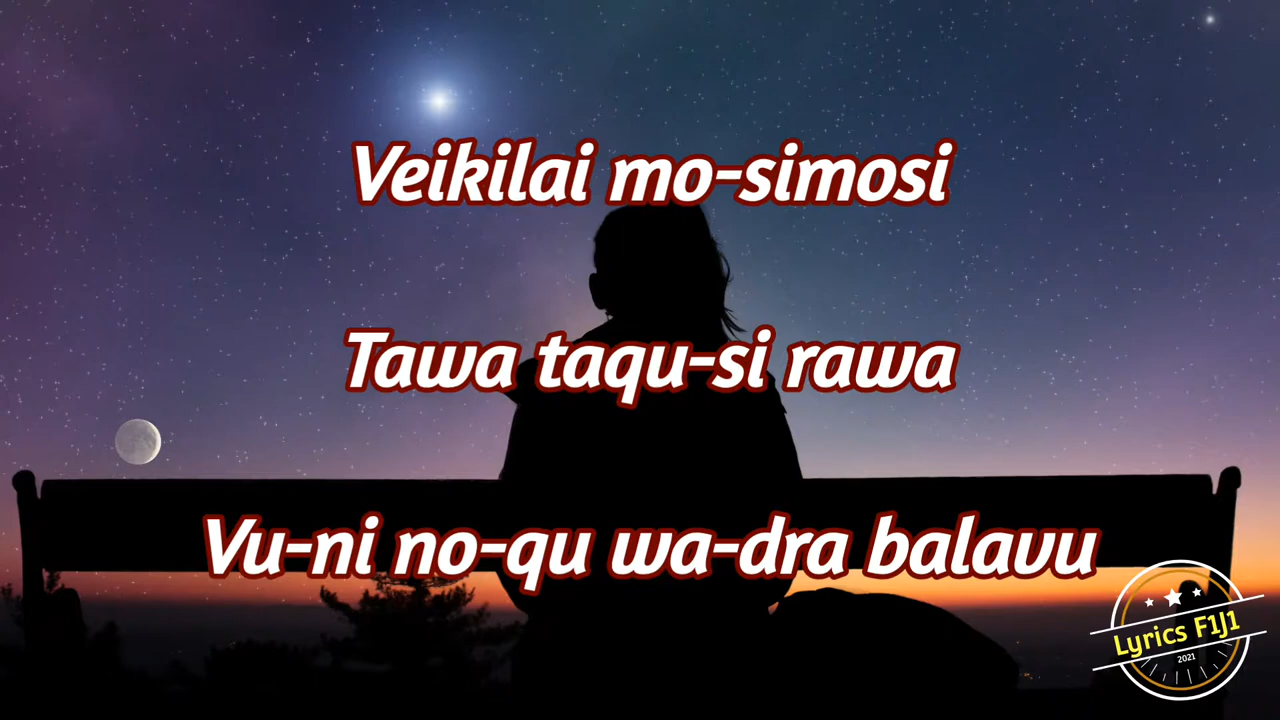 Veikilai mo-simosi
Tawa taqu-si rawa
Vu-ni no-qu wa-dra balavu
Lyrics F1J1
2021